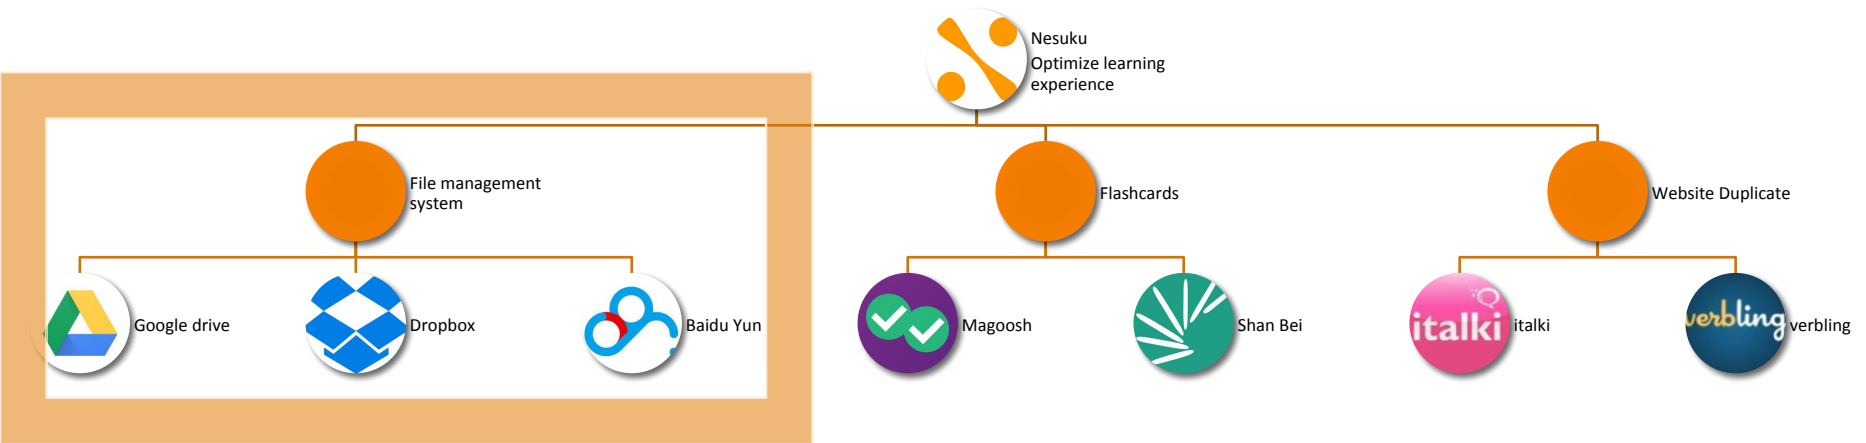 Nesuku
Optimize learning
experience
File management
system
Flashcards
Website Duplicate
Google drive
Dropbox
Baidu Yun
Magoosh
Shan Bei
italki
italki
verbling
verbling